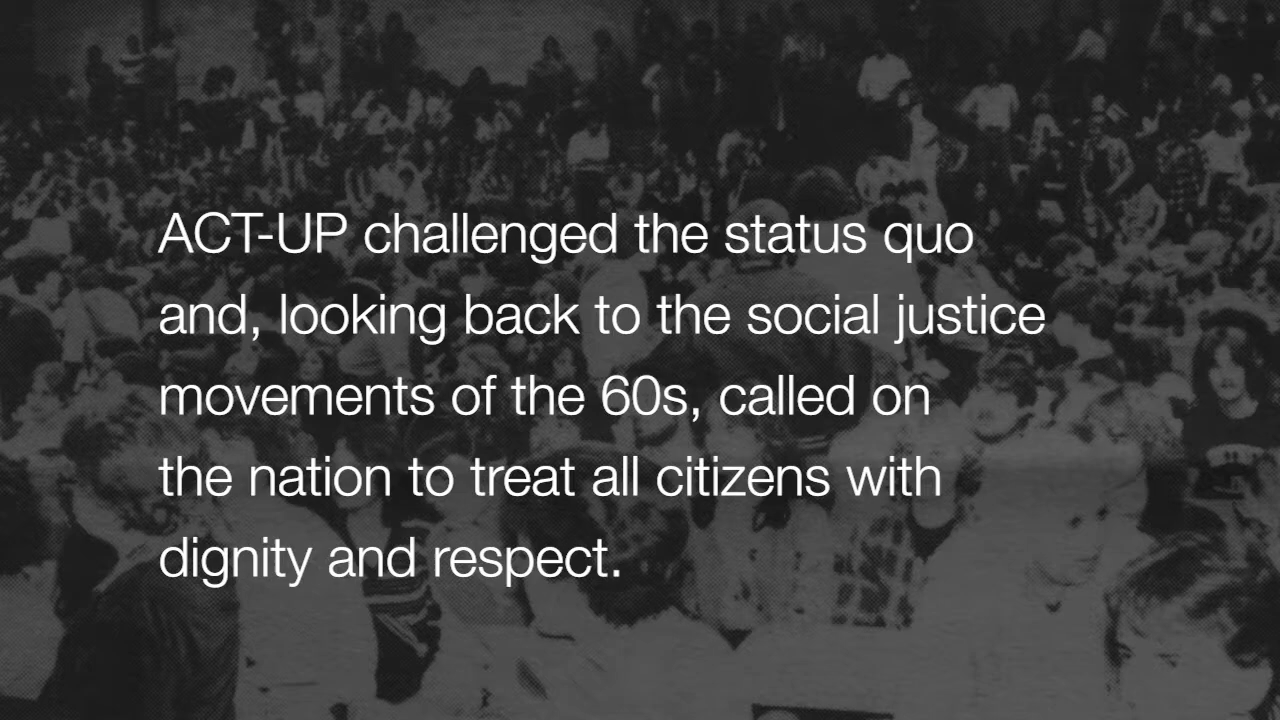 ACT-UP challenged the status quo
and, looking back to the social justice
movements of the 60s, called on
the nation to treat all citizens with
dignity and respect.